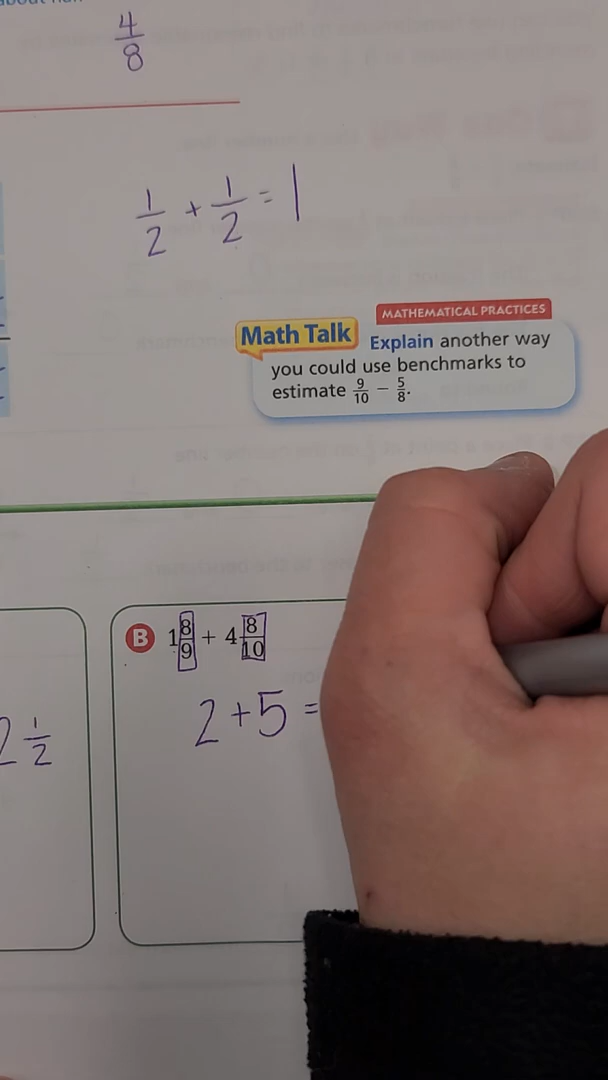 4/8
1/2 + 1/2 = 1
MATHEMATICAL PRACTICES
Math Talk Explain another way
you could use benchmarks to
estimate 9/10 − 5/8.
B 1 8/9 + 4 8/10
2 + 5 =
2 1/2